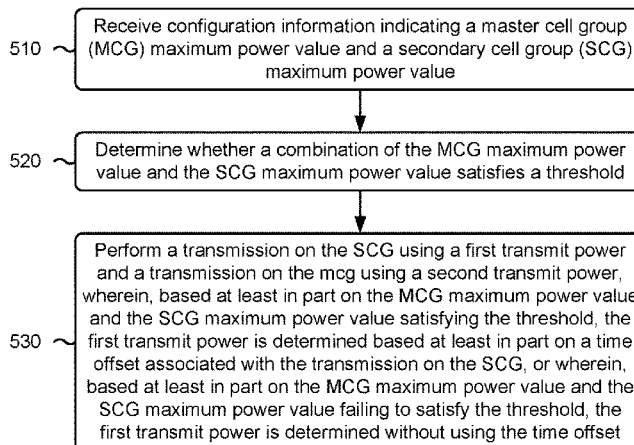 510
Receive configuration information indicating a master cell group
(MCG) maximum power value and a secondary cell group (SCG)
maximum power value
520
Determine whether a combination of the MCG maximum power
value and the SCG maximum power value satisfies a threshold
530
Perform a transmission on the SCG using a first transmit power
and a transmission on the mcg using a second transmit power,
wherein, based at least in part on the MCG maximum power value
and the SCG maximum power value satisfying the threshold, the
first transmit power is determined based at least in part on a time
offset associated with the transmission on the SCG, or wherein,
based at least in part on the MCG maximum power value and the
SCG maximum power value failing to satisfy the threshold, the
first transmit power is determined without using the time offset